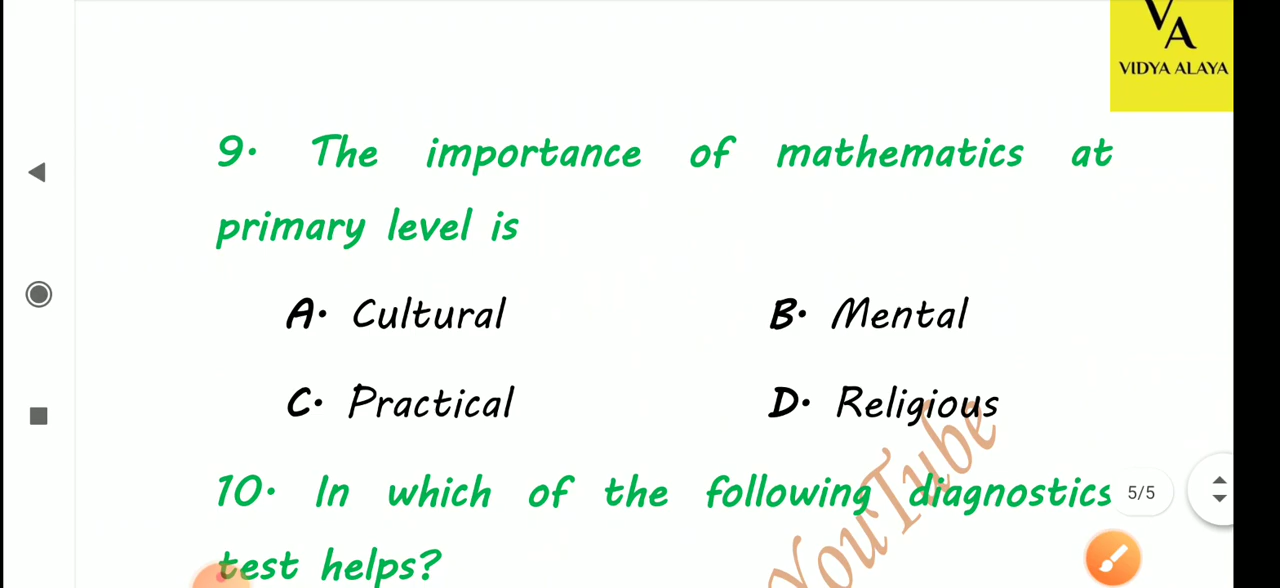 VA
VIDYA ALAYA
9. The importance of mathematics at
primary level is
A. Cultural B. Mental
C. Practical D. Religious
10. In which of the following diagnostics
test helps?
5/5
YouTube